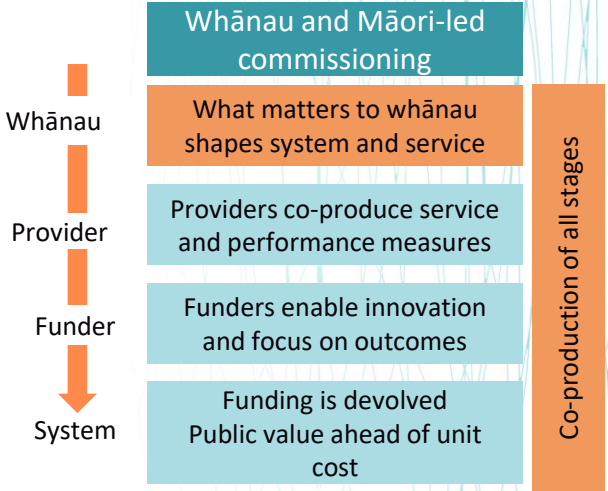 Whānau and Māori-led
commissioning
Whānau
What matters to whānau
shapes system and service
Provider
Providers co-produce service
and performance measures
Funder
Funders enable innovation
and focus on outcomes
System
Funding is devolved
Public value ahead of unit
cost
Co-production of all stages